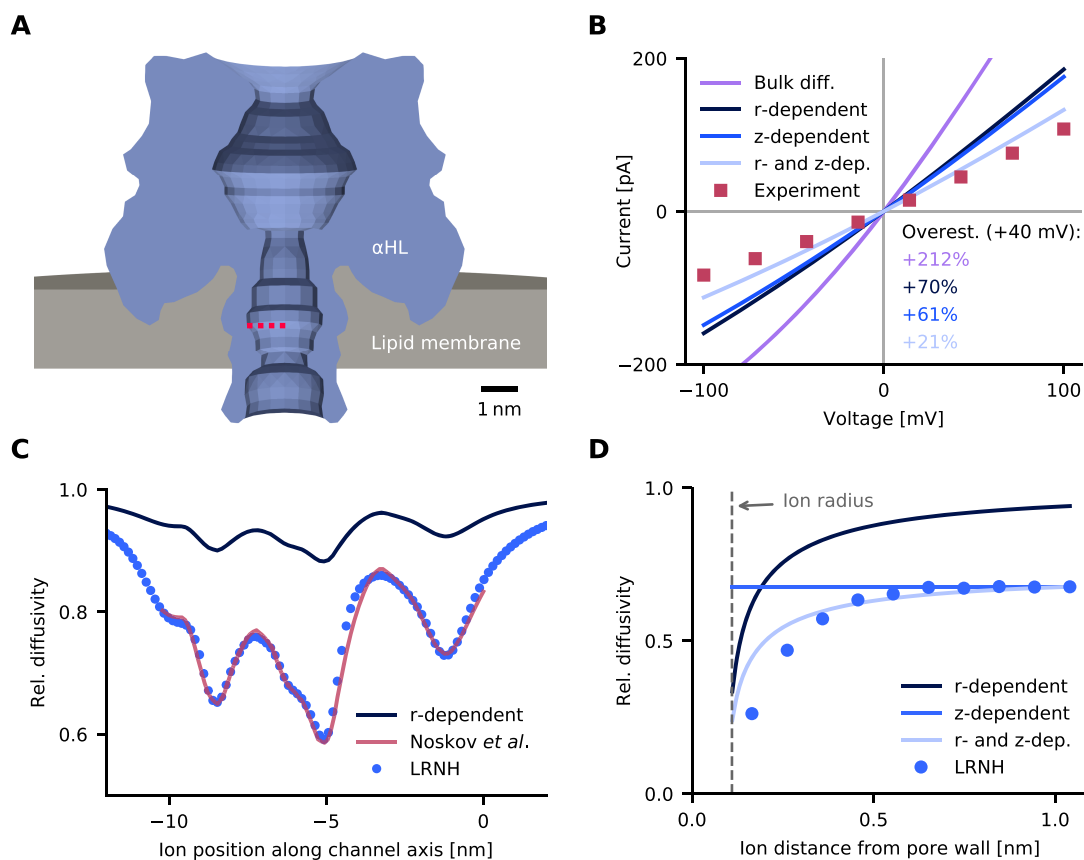 A
αHL
Lipid membrane
1 nm
B
200
0
−200
Current [pA]
Bulk diff.
r-dependent
z-dependent
r- and z-dep.
Experiment
Overest. (+40 mV):
+212%
+70%
+61%
+21%
−100
0
100
Voltage [mV]
C
1.0
0.8
0.6
Rel. diffusivity
r-dependent
Noskov et al.
LRNH
−10
−5
0
Ion position along channel axis [nm]
D
1.0
0.5
0.0
Rel. diffusivity
Ion radius
r-dependent
z-dependent
r- and z-dep.
LRNH
0.0
0.5
1.0
Ion distance from pore wall [nm]